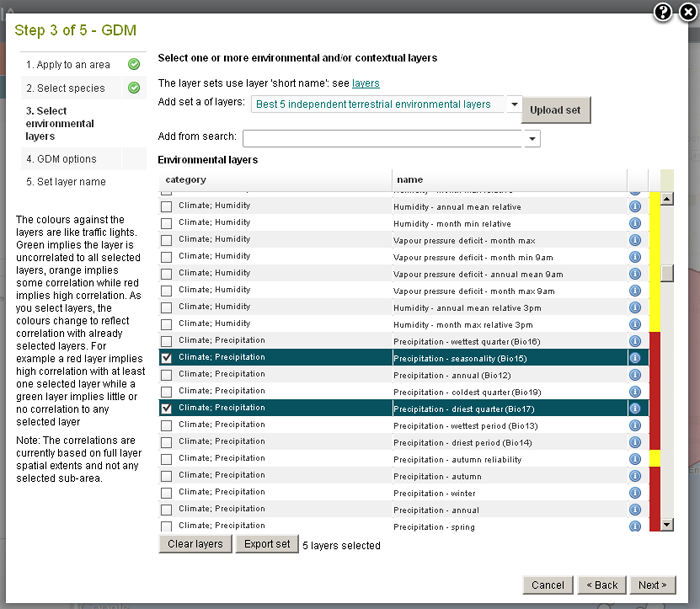 Step 3 of 5 - GDM
1. Apply to an area
2. Select species
3. Select
environmental
layers
4. GDM options
5. Set layer name
The colours against the
layers are like traffic lights.
Green implies the layer is
uncorrelated to all selected
layers, orange implies
some correlation while red
implies high correlation. As
you select layers, the
colours change to reflect
correlation with already
selected layers. For
example a red layer implies
high correlation with at least
one selected layer while a
green layer implies little or
no correlation to any
selected layer
Note: The correlations are
currently based on full layer
spatial extents and not any
selected sub-area.
Select one or more environmental and/or contextual layers
The layer sets use layer 'short name': see layers
Add set a of layers: Best 5 independent terrestrial environmental layers Upload set
Add from search:
Environmental layers
category name
Climate; Humidity Humidity - annual mean relative
Climate; Humidity Humidity - month min relative
Climate; Humidity Vapour pressure deficit - month max
Climate; Humidity Vapour pressure deficit - month min 9am
Climate; Humidity Vapour pressure deficit - annual mean 9am
Climate; Humidity Vapour pressure deficit - month max 9am
Climate; Humidity Humidity - annual mean relative 3pm
Climate; Humidity Humidity - month max relative 3pm
Climate; Precipitation Precipitation - wettest quarter (Bio16)
Climate; Precipitation Precipitation - seasonality (Bio15)
Climate; Precipitation Precipitation - annual (Bio12)
Climate; Precipitation Precipitation - coldest quarter (Bio19)
Climate; Precipitation Precipitation - driest quarter (Bio17)
Climate; Precipitation Precipitation - wettest period (Bio13)
Climate; Precipitation Precipitation - driest period (Bio14)
Climate; Precipitation Precipitation - autumn reliability
Climate; Precipitation Precipitation - autumn
Climate; Precipitation Precipitation - winter
Climate; Precipitation Precipitation - annual
Climate; Precipitation Precipitation - spring
Clear layers Export set 5 layers selected
Cancel < Back Next >